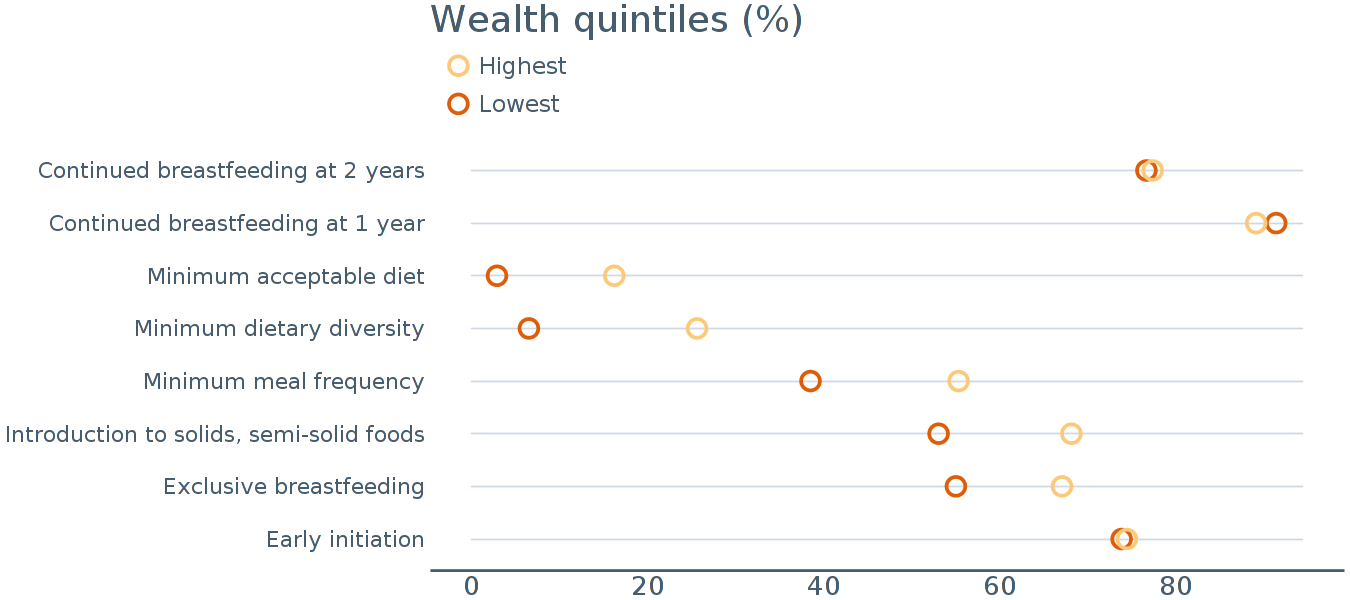 Wealth quintiles (%)
Highest
Lowest
Continued breastfeeding at 2 years
Continued breastfeeding at 1 year
Minimum acceptable diet
Minimum dietary diversity
Minimum meal frequency
Introduction to solids, semi-solid foods
Exclusive breastfeeding
Early initiation
0 20 40 60 80